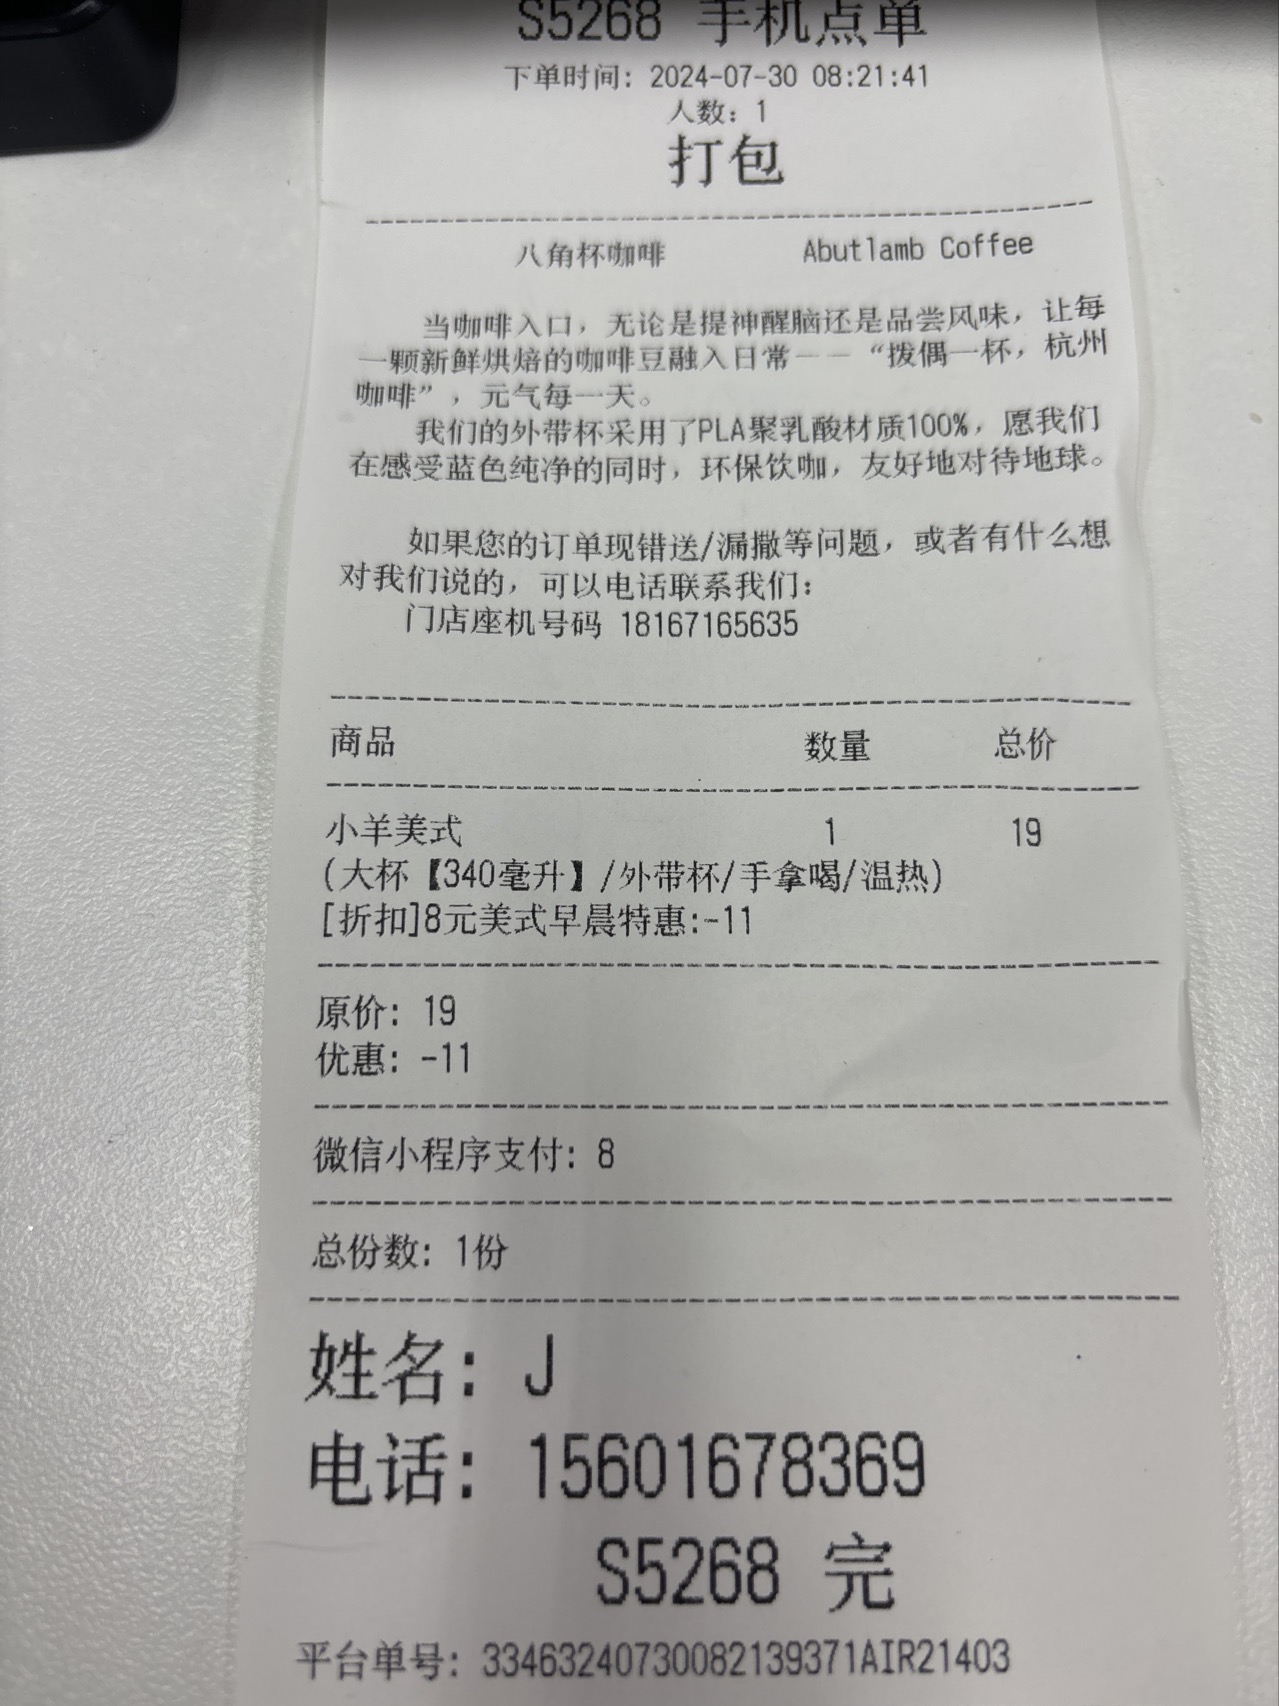 S5268 手机点单
下单时间: 2024-07-30 08:21:41
人数: 1
打包
八角杯咖啡 Abutlamb Coffee
当咖啡入口，无论是提神醒脑还是品尝风味，让每
一颗新鲜烘焙的咖啡豆融入日常——“拨偶一杯，杭州
咖啡”，元气每一天。
我们的外带杯采用了PLA聚乳酸材质100%，愿我们
在感受蓝色纯净的同时，环保饮咖，友好地对待地球。
如果您的订单现错送/漏撒等问题，或者有什么想
对我们说的，可以电话联系我们:
门店座机号码 18167165635
商品 数量 总价
小羊美式 1 19
(大杯【340毫升】/外带杯/手拿喝/温热)
[折扣]8元美式早晨特惠:-11
原价: 19
优惠: -11
微信小程序支付: 8
总份数: 1份
姓名: J
电话: 15601678369
S5268 完
平台单号: 33463240730082139371AIR21403